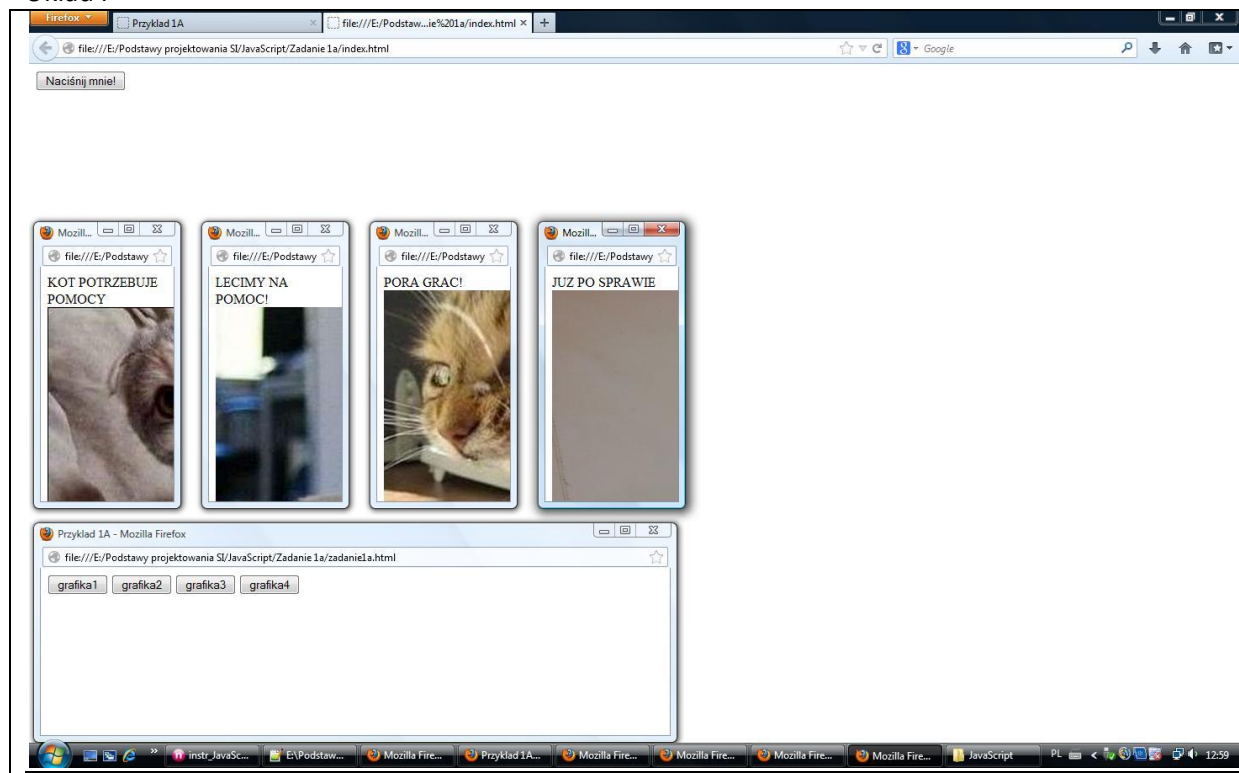 Firefox
Przyklad 1A
file:///E:/Podstaw...ie%201a/index.html
file:///E:/Podstawy projektowania SI/JavaScript/Zadanie 1a/index.html
Google
Naciśnij mnie!
Mozill...
Mozill...
Mozill...
Mozill...
file:///E:/Podstawy
file:///E:/Podstawy
file:///E:/Podstawy
file:///E:/Podstawy
KOT POTRZEBUJE
POMOCY
LECIMY NA
POMOC!
PORA GRAC!
JUZ PO SPRAWIE
Przyklad 1A - Mozilla Firefox
file:///E:/Podstawy projektowania SI/JavaScript/Zadanie 1a/zadanie1a.html
grafika1 grafika2 grafika3 grafika4
instr_JavaSc... E:\Podstaw... Mozilla Fire... Przyklad 1A... Mozilla Fire... Mozilla Fire... Mozilla Fire... Mozilla Fire... JavaScript PL 12:59